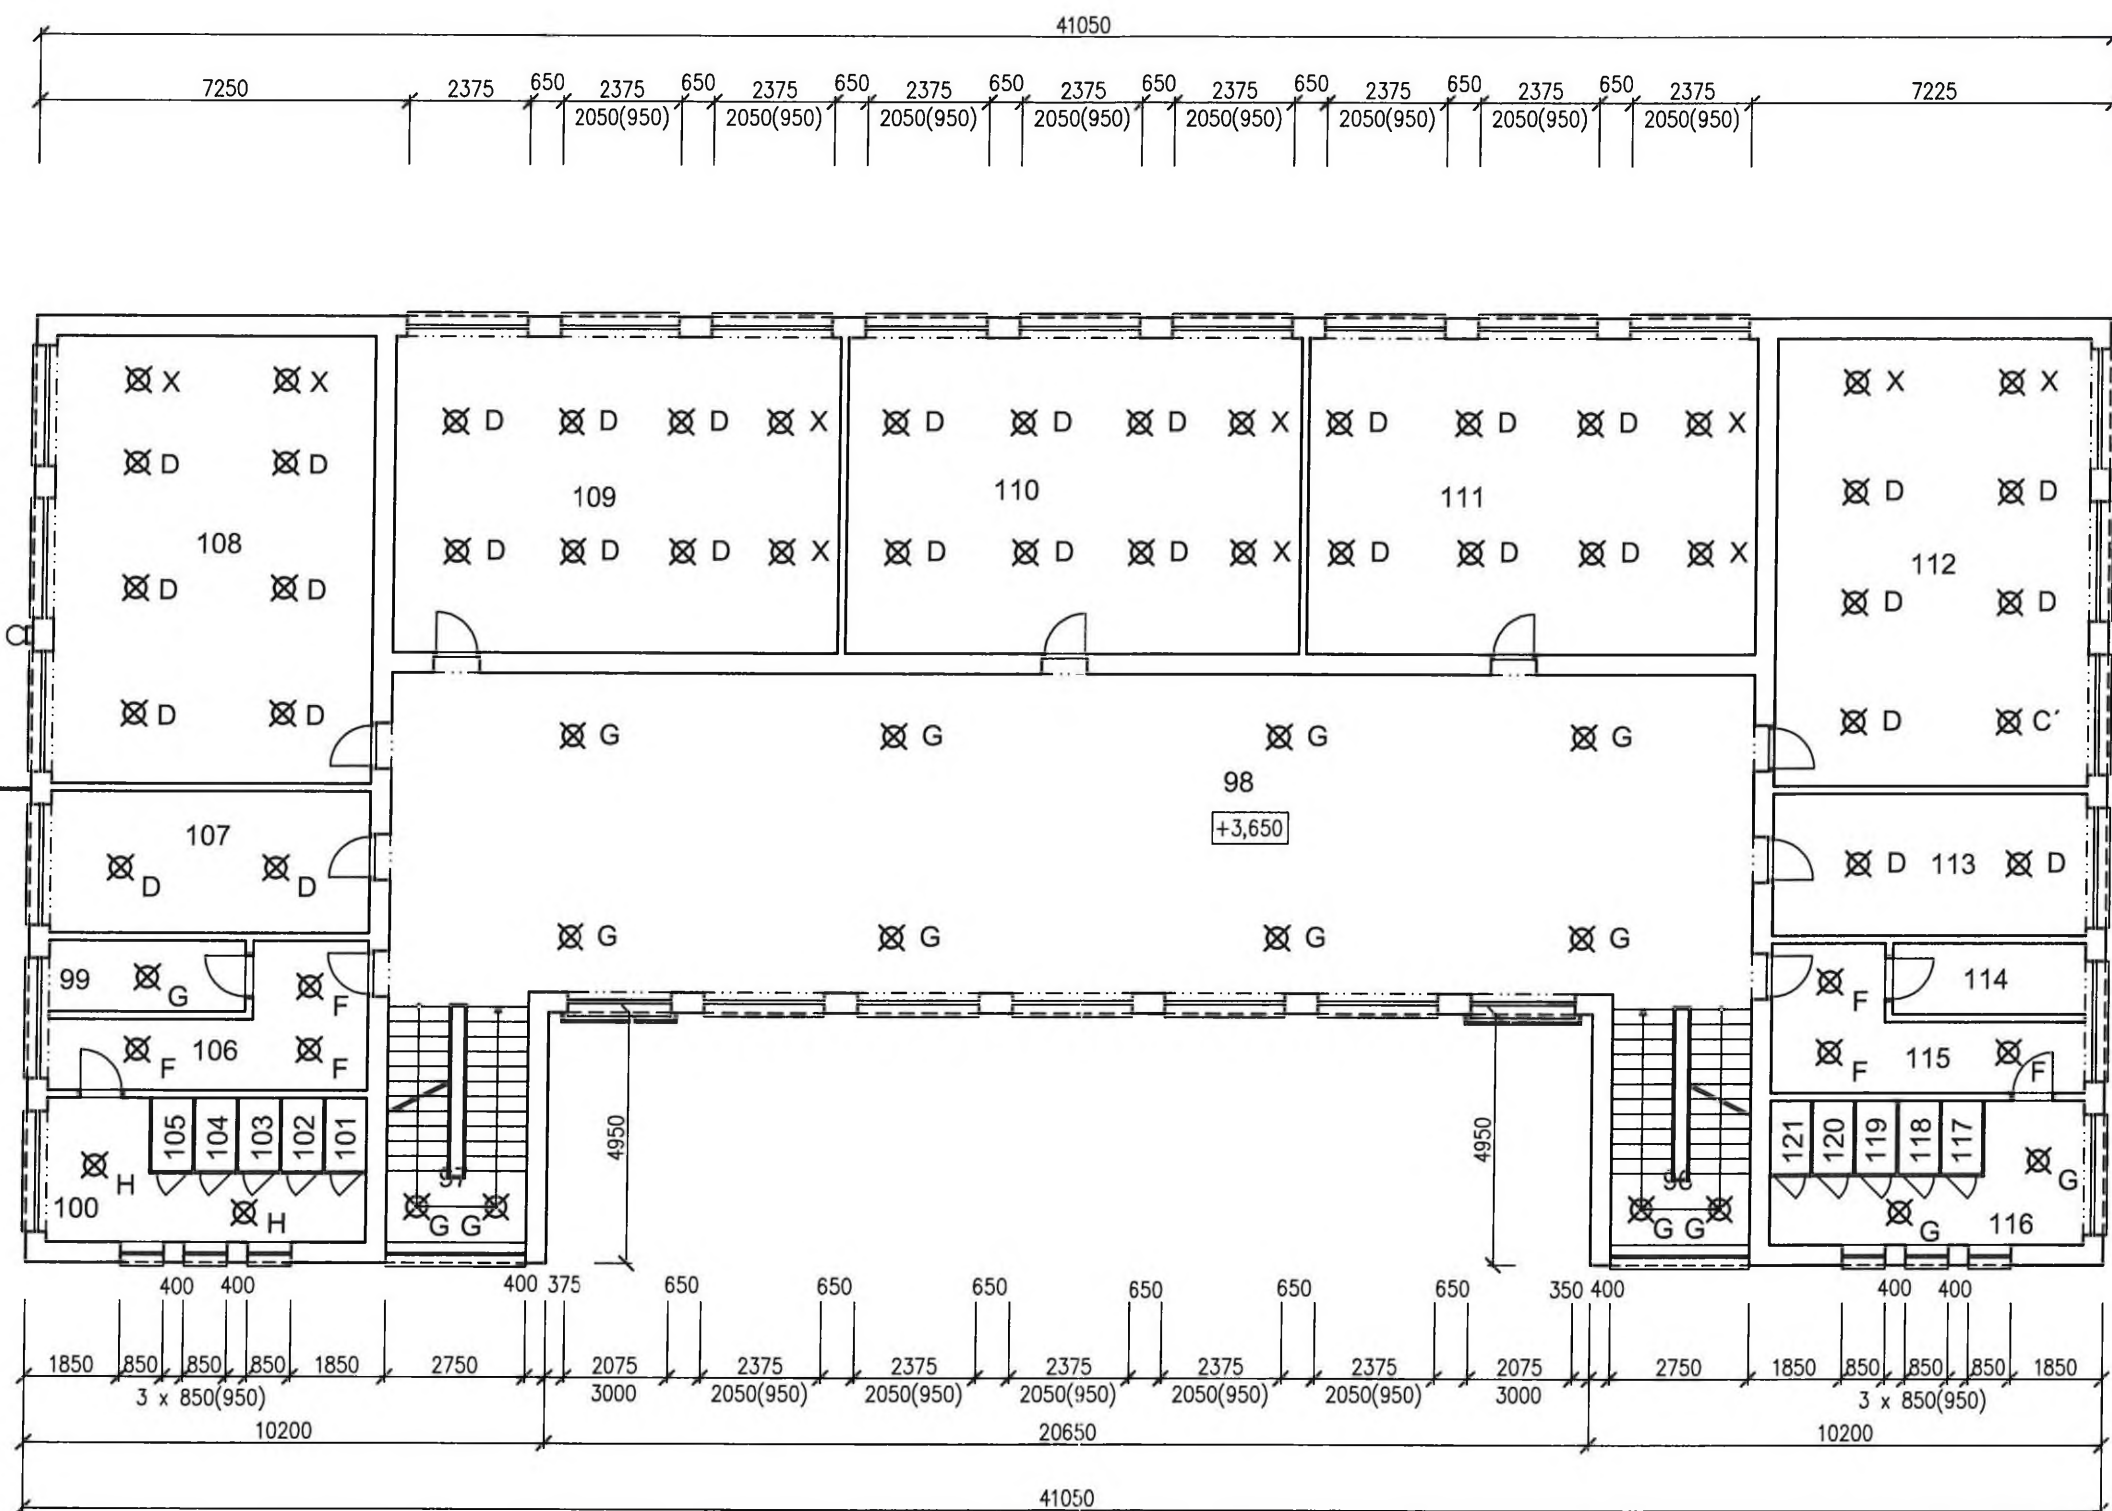 41050
7250 2375 650 2375 650 2375 650 2375 650 2375 650 2375 650 2375 650 2375 650 2375 7225
2050(950) 2050(950) 2050(950) 2050(950) 2050(950) 2050(950) 2050(950) 2050(950)
X X X X
D D D X D D D X D D D X
D D D D
109 110 111
108 112
D D D X D D D X D D D X
D D D D
D D D C´
G G G G
98
+3,650
107 D D
D 113 D
G G G G
99 G F
F 114
F 106 F
F 115 F
105 104 103 102 101
121 120 119 118 117
4950 4950
100 H H
G G
G G
G G 116
400 400 400 375 650 650 650 650 650 650 350 400 400 400
1850 850 850 850 1850 2750 2075 2375 2375 2375 2375 2375 2075 2750 1850 850 850 850 1850
3 x 850(950) 3000 2050(950) 2050(950) 2050(950) 2050(950) 2050(950) 3000 3 x 850(950)
10200 20650 10200
41050